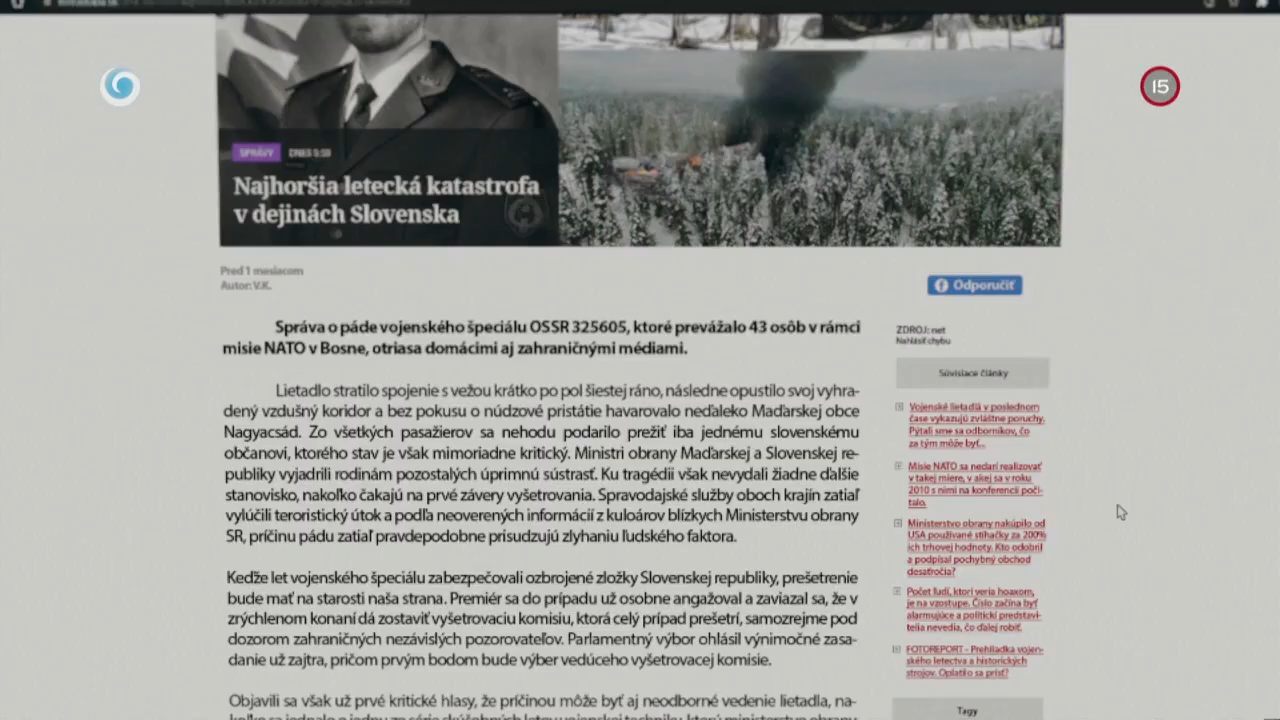 15
SPRÁVY DNES 5:59
Najhoršia letecká katastrofa
v dejinách Slovenska
Pred 1 mesiacom
Autor: V.K.
Odporučiť
Správa o páde vojenského špeciálu OSSR 325605, ktoré prevážalo 43 osôb v rámci
misie NATO v Bosne, otriasa domácimi aj zahraničnými médiami.
ZDROJ: net
Nahlásiť chybu
Lietadlo stratilo spojenie s vežou krátko po pol šiestej ráno, následne opustilo svoj vyhra-
dený vzdušný koridor a bez pokusu o núdzové pristátie havarovalo neďaleko Maďarskej obce
Nagyacsád. Zo všetkých pasažierov sa nehodu podarilo prežiť iba jednému slovenskému
občanovi, ktorého stav je však mimoriadne kritický. Ministri obrany Maďarskej a Slovenskej re-
publiky vyjadrili rodinám pozostalých úprimnú sústrasť. Ku tragédii však nevydali žiadne ďalšie
stanovisko, nakoľko čakajú na prvé závery vyšetrovania. Spravodajské služby oboch krajín zatiaľ
vylúčili teroristický útok a podľa neoverených informácií z kuloárov blízkych Ministerstvu obrany
SR, príčinu pádu zatiaľ pravdepodobne prisudzujú zlyhaniu ľudského faktora.
Keďže let vojenského špeciálu zabezpečovali ozbrojené zložky Slovenskej republiky, prešetrenie
bude mať na starosti naša strana. Premiér sa do prípadu už osobne angažoval a zaviazal sa, že v
zrýchlenom konaní dá zostaviť vyšetrovaciu komisiu, ktorá celý prípad prešetrí, samozrejme pod
dozorom zahraničných nezávislých pozorovateľov. Parlamentný výbor ohlásil výnimočné zasa-
danie už zajtra, pričom prvým bodom bude výber vedúceho vyšetrovacej komisie.
Objavili sa však už prvé kritické hlasy, že príčinou môže byť aj neodborné vedenie lietadla, na-
Súvisiace články
Vojenské lietadlá v poslednom
čase vykazujú zvláštne poruchy.
Pýtali sme sa odborníkov, čo
za tým môže byť...
Misie NATO sa nedarí realizovať
v takej miere, v akej sa v roku
2010 s nimi na konferencii počí-
talo.
Ministerstvo obrany nakúpilo od
USA používané stíhačky za 200%
ich trhovej hodnoty. Kto odobril
a podpísal pochybný obchod
desaťročia?
Počet ľudí, ktorí veria hoaxom,
je na vzostupe. Číslo začína byť
alarmujúce a politickí predstavi-
telia nevedia, čo ďalej robiť.
FOTOREPORT - Prehliadka vojen-
ského letectva a historických
strojov. Oplatilo sa prísť?
Tagy